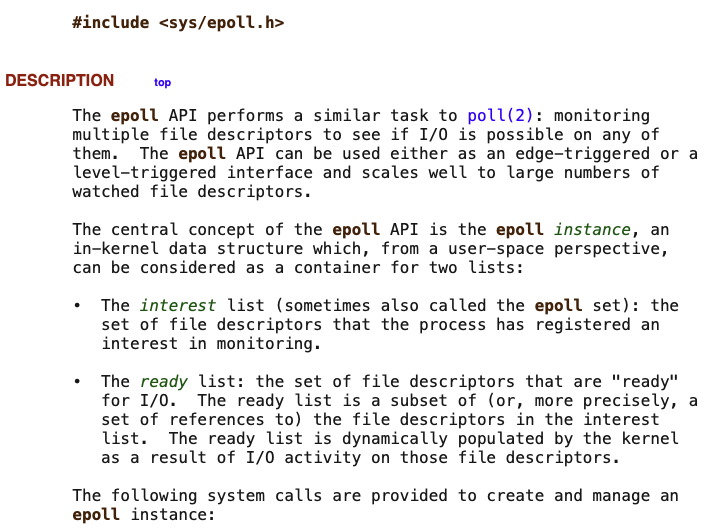 #include <sys/epoll.h>
DESCRIPTION top
The epoll API performs a similar task to poll(2): monitoring
multiple file descriptors to see if I/O is possible on any of
them.  The epoll API can be used either as an edge-triggered or a
level-triggered interface and scales well to large numbers of
watched file descriptors.
The central concept of the epoll API is the epoll instance, an
in-kernel data structure which, from a user-space perspective,
can be considered as a container for two lists:
•  The interest list (sometimes also called the epoll set): the
set of file descriptors that the process has registered an
interest in monitoring.
•  The ready list: the set of file descriptors that are "ready"
for I/O.  The ready list is a subset of (or, more precisely, a
set of references to) the file descriptors in the interest
list.  The ready list is dynamically populated by the kernel
as a result of I/O activity on those file descriptors.
The following system calls are provided to create and manage an
epoll instance: